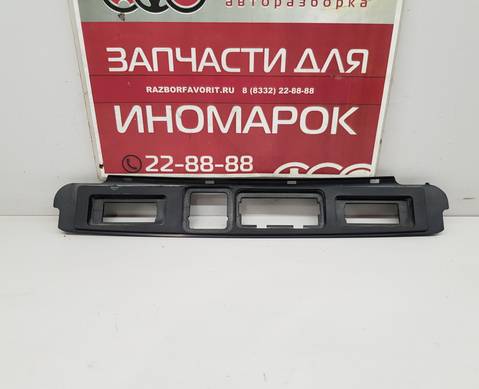 авторазборка
ЗАПЧАСТИ ДЛЯ
RAZBORFAVORIT.RU 8 (8332) 22-88-88
ИНОМАРОК
22-88-88